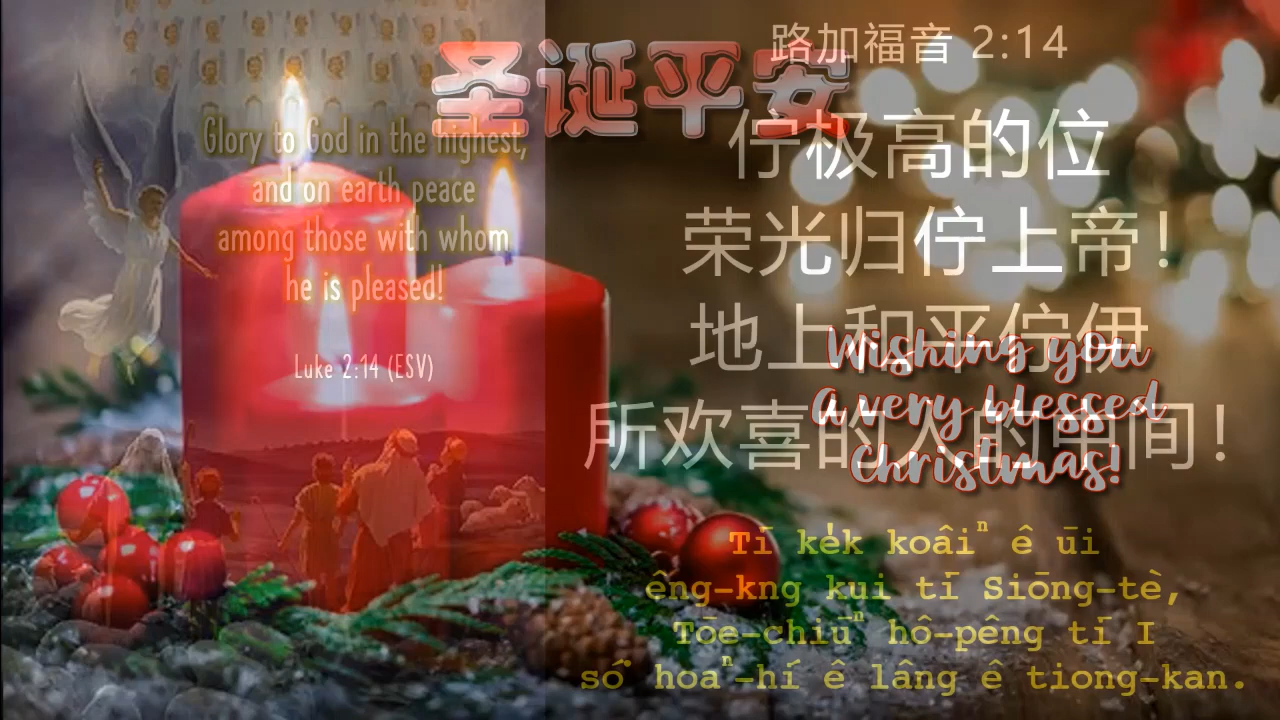 圣诞平安
Glory to God in the highest,
and on earth peace
among those with whom
he is pleased!
Luke 2:14 (ESV)
路加福音 2:14
佇极高的位
荣光归佇上帝！
地上和平佇伊
所欢喜的人的中间！
Wishing you
a very blessed
Christmas!
Tī ke̍k koâiⁿ ê ūi
êng-kng kui tī Siōng-tè,
Tōe-chiūⁿ hô-pêng tī I
só͘ hoaⁿ-hí ê lâng ê tiong-kan.